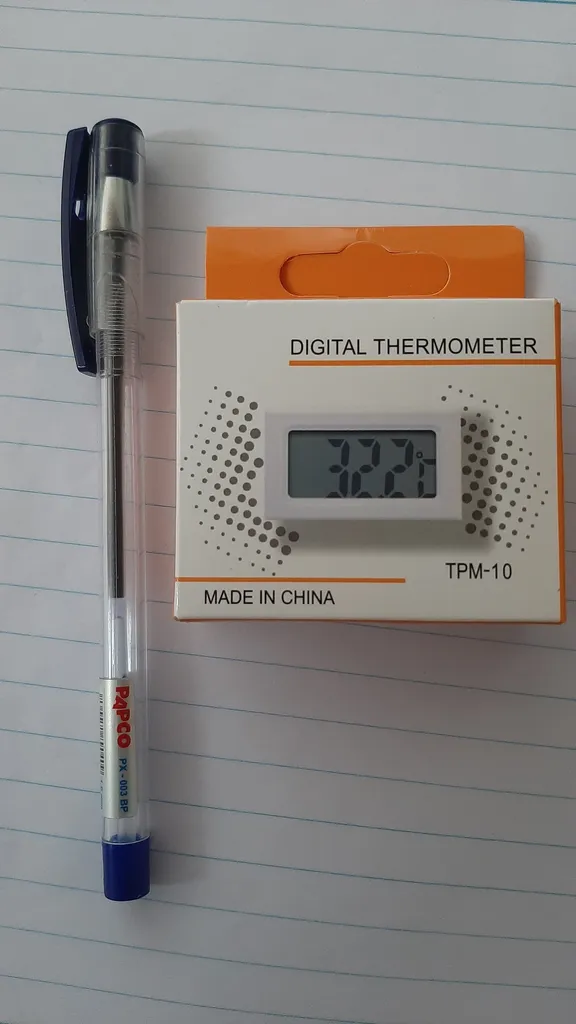 DIGITAL THERMOMETER
32.2°C
TPM-10
MADE IN CHINA
PAPCO PX - 003 BP